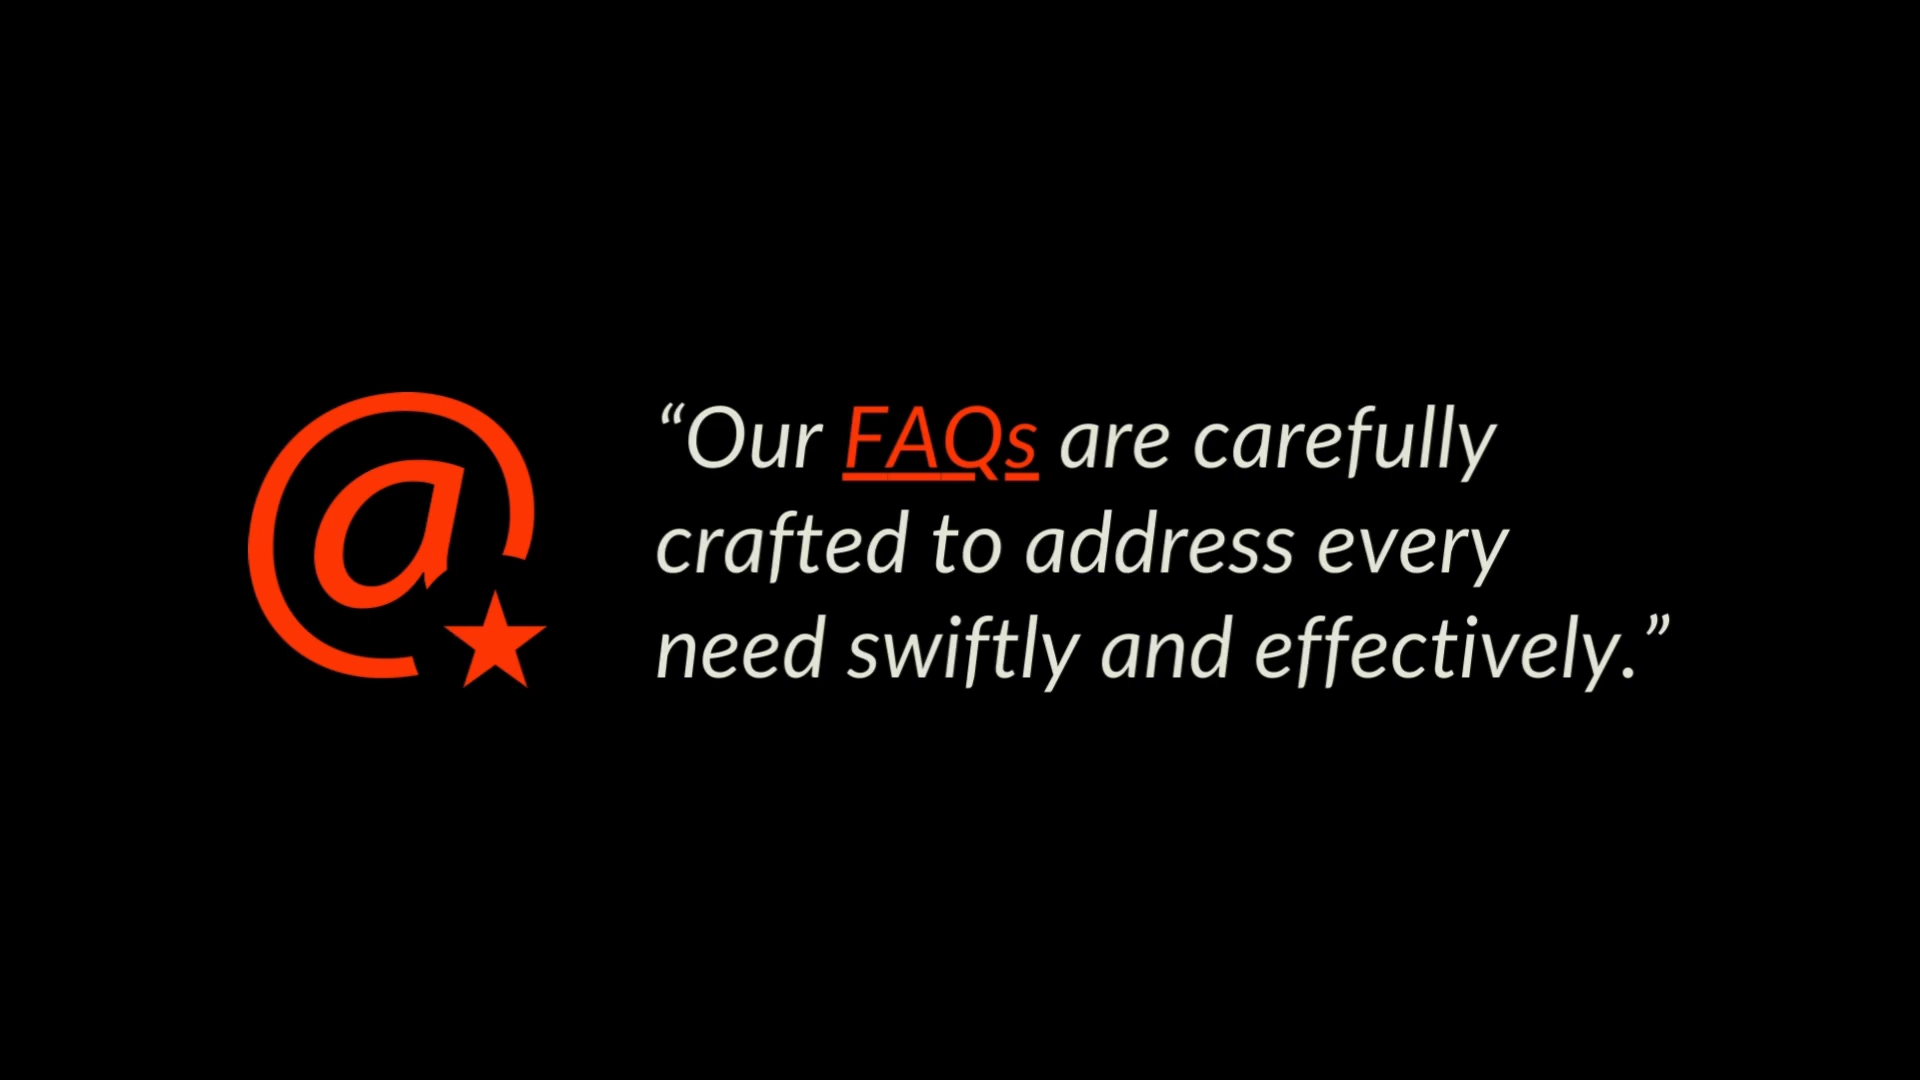 @
“Our FAQs are carefully
crafted to address every
need swiftly and effectively.”